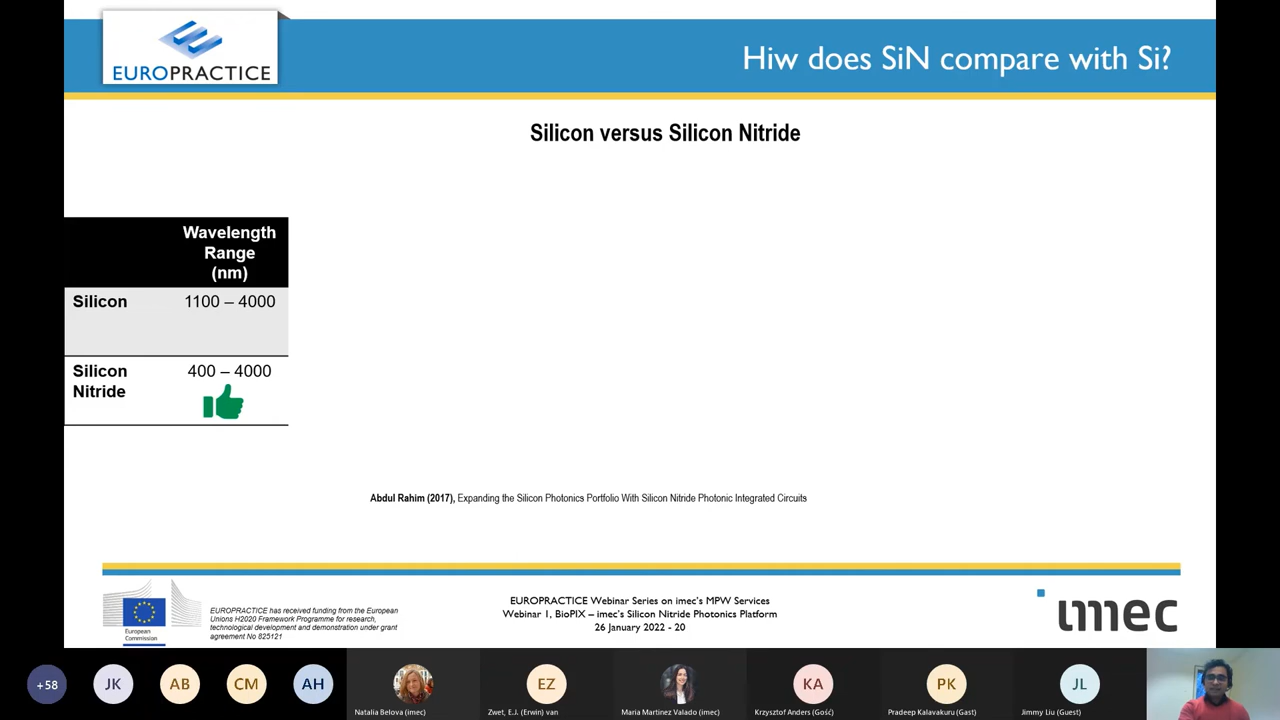 EUROPRACTICE
Hiw does SiN compare with Si?
Silicon versus Silicon Nitride
Wavelength
Range
(nm)
Silicon 1100 – 4000
Silicon 400 – 4000
Nitride
Abdul Rahim (2017), Expanding the Silicon Photonics Portfolio With Silicon Nitride Photonic Integrated Circuits
European
Commission
EUROPRACTICE has received funding from the European
Unions H2020 Framework Programme for research,
technological development and demonstration under grant
agreement No 825121
EUROPRACTICE Webinar Series on imec's MPW Services
Webinar 1, BioPIX – imec's Silicon Nitride Photonics Platform
26 January 2022 - 20
imec
+58
JK
AB
CM
AH
Natalia Belova (imec)
EZ
Zwet, E.J. (Erwin) van
Maria Martinez Valado (imec)
KA
Krzysztof Anders (Gość)
PK
Pradeep Kalavakuru (Gast)
JL
Jimmy Liu (Guest)